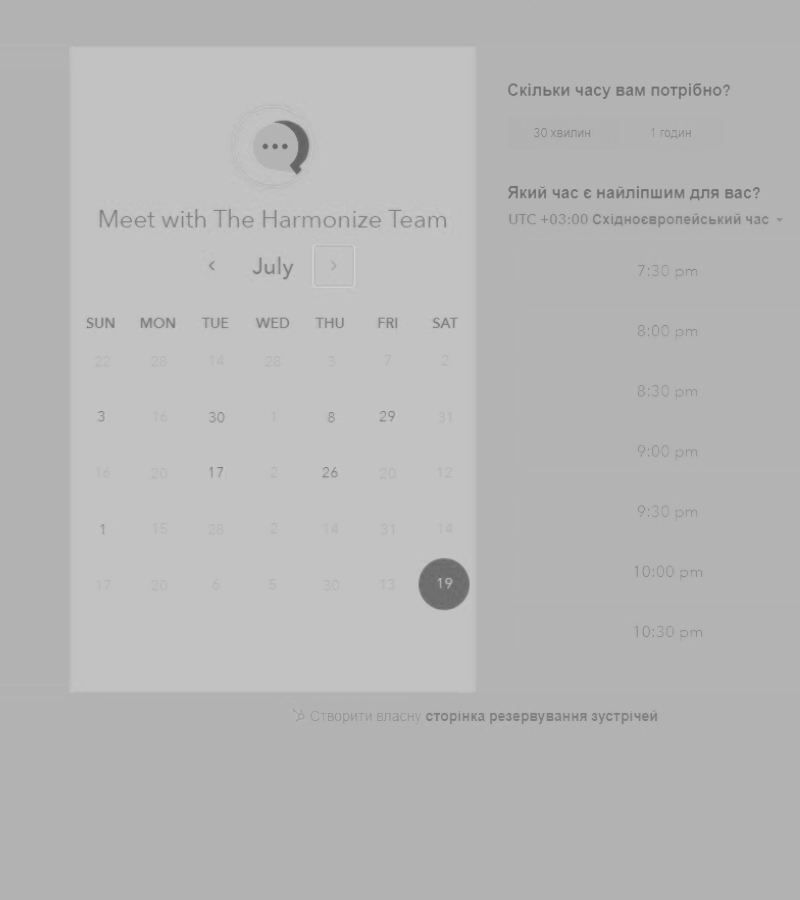 Meet with The Harmonize Team
July
SUN MON TUE WED THU FRI SAT
22 28 14 28 3 7 2
3 16 30 1 8 29 31
16 20 17 2 26 20 12
1 15 28 2 14 31 14
17 20 6 5 30 13 19
Скільки часу вам потрібно?
30 хвилин 1 годин
Який час є найліпшим для вас?
UTC +03:00 Східноєвропейський час
7:30 pm
8:00 pm
8:30 pm
9:00 pm
9:30 pm
10:00 pm
10:30 pm
Створити власну сторінка резервування зустрічей